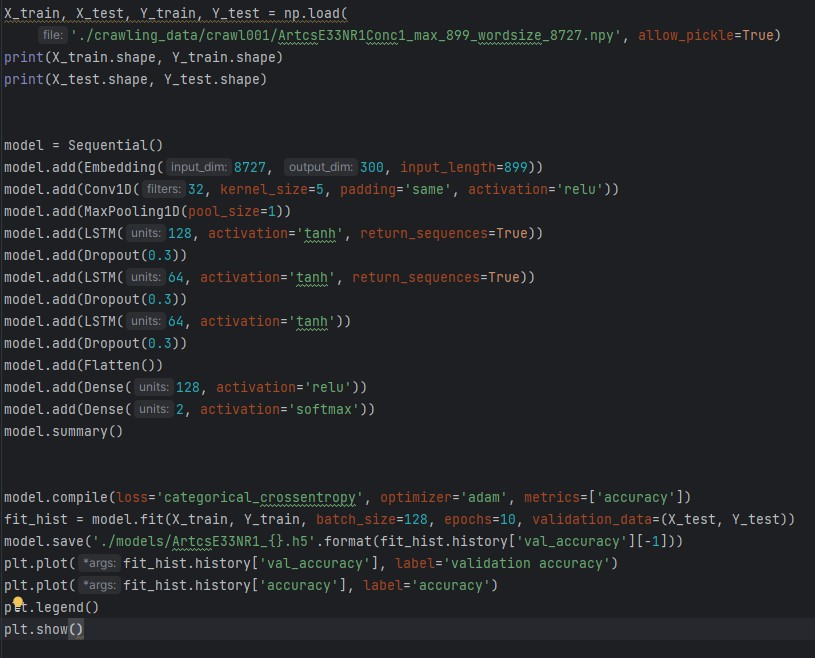 X_train, X_test, Y_train, Y_test = np.load(
file: './crawling_data/crawl001/ArtcsE33NR1Conc1_max_899_wordsize_8727.npy', allow_pickle=True)
print(X_train.shape, Y_train.shape)
print(X_test.shape, Y_test.shape)
model = Sequential()
model.add(Embedding( input_dim: 8727, output_dim: 300, input_length=899))
model.add(Conv1D( filters: 32, kernel_size=5, padding='same', activation='relu'))
model.add(MaxPooling1D(pool_size=1))
model.add(LSTM( units: 128, activation='tanh', return_sequences=True))
model.add(Dropout(0.3))
model.add(LSTM( units: 64, activation='tanh', return_sequences=True))
model.add(Dropout(0.3))
model.add(LSTM( units: 64, activation='tanh'))
model.add(Dropout(0.3))
model.add(Flatten())
model.add(Dense( units: 128, activation='relu'))
model.add(Dense( units: 2, activation='softmax'))
model.summary()
model.compile(loss='categorical_crossentropy', optimizer='adam', metrics=['accuracy'])
fit_hist = model.fit(X_train, Y_train, batch_size=128, epochs=10, validation_data=(X_test, Y_test))
model.save('./models/ArtcsE33NR1_{}.h5'.format(fit_hist.history['val_accuracy'][-1]))
plt.plot( *args: fit_hist.history['val_accuracy'], label='validation accuracy')
plt.plot( *args: fit_hist.history['accuracy'], label='accuracy')
plt.legend()
plt.show()